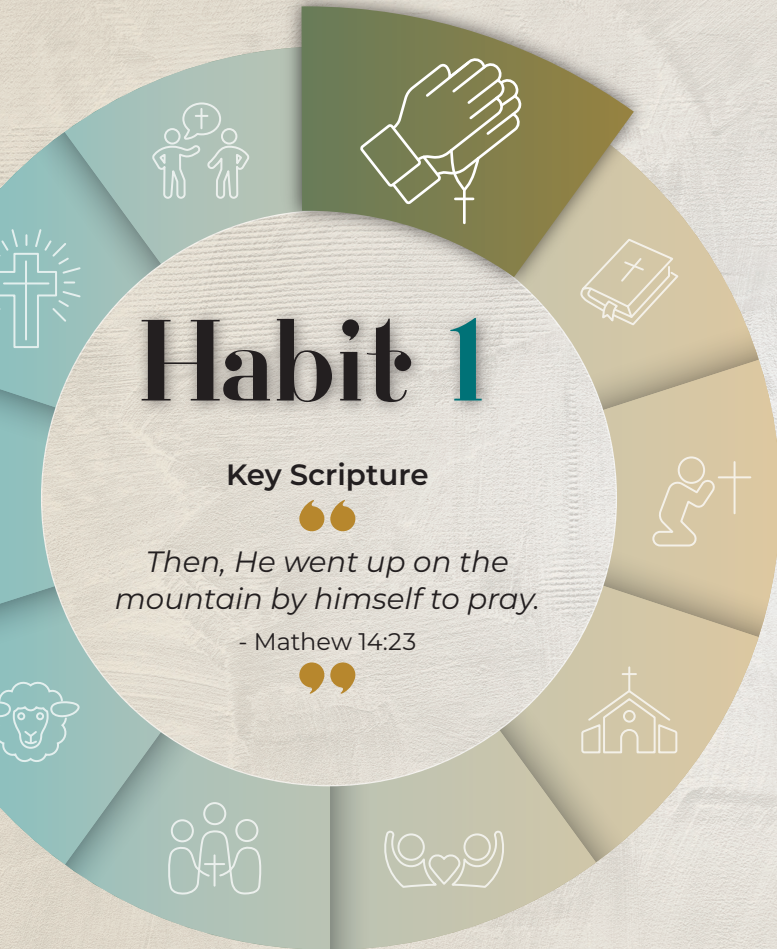 Habit 1
Key Scripture
“
Then, He went up on the
mountain by himself to pray.
- Mathew 14:23
”